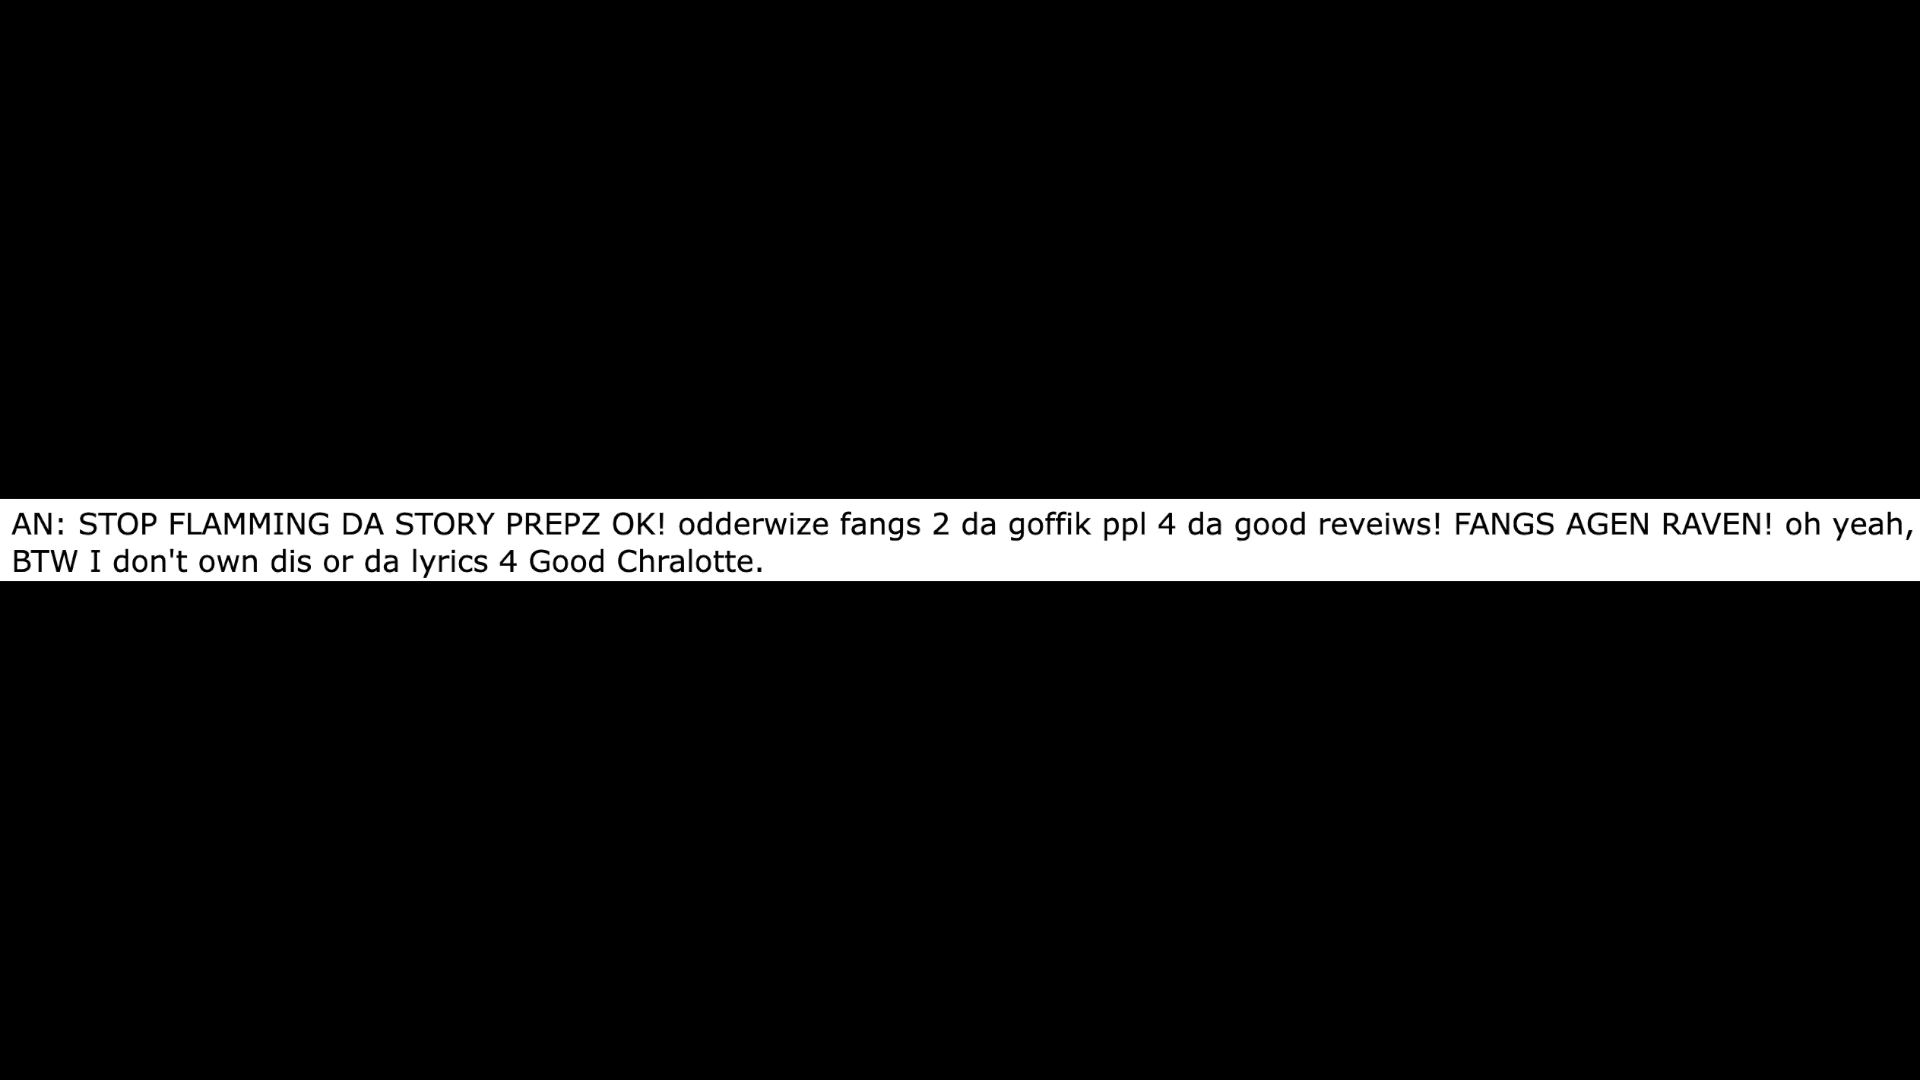 AN: STOP FLAMMING DA STORY PREPZ OK! odderwize fangs 2 da goffik ppl 4 da good reveiws! FANGS AGEN RAVEN! oh yeah,
BTW I don't own dis or da lyrics 4 Good Chralotte.